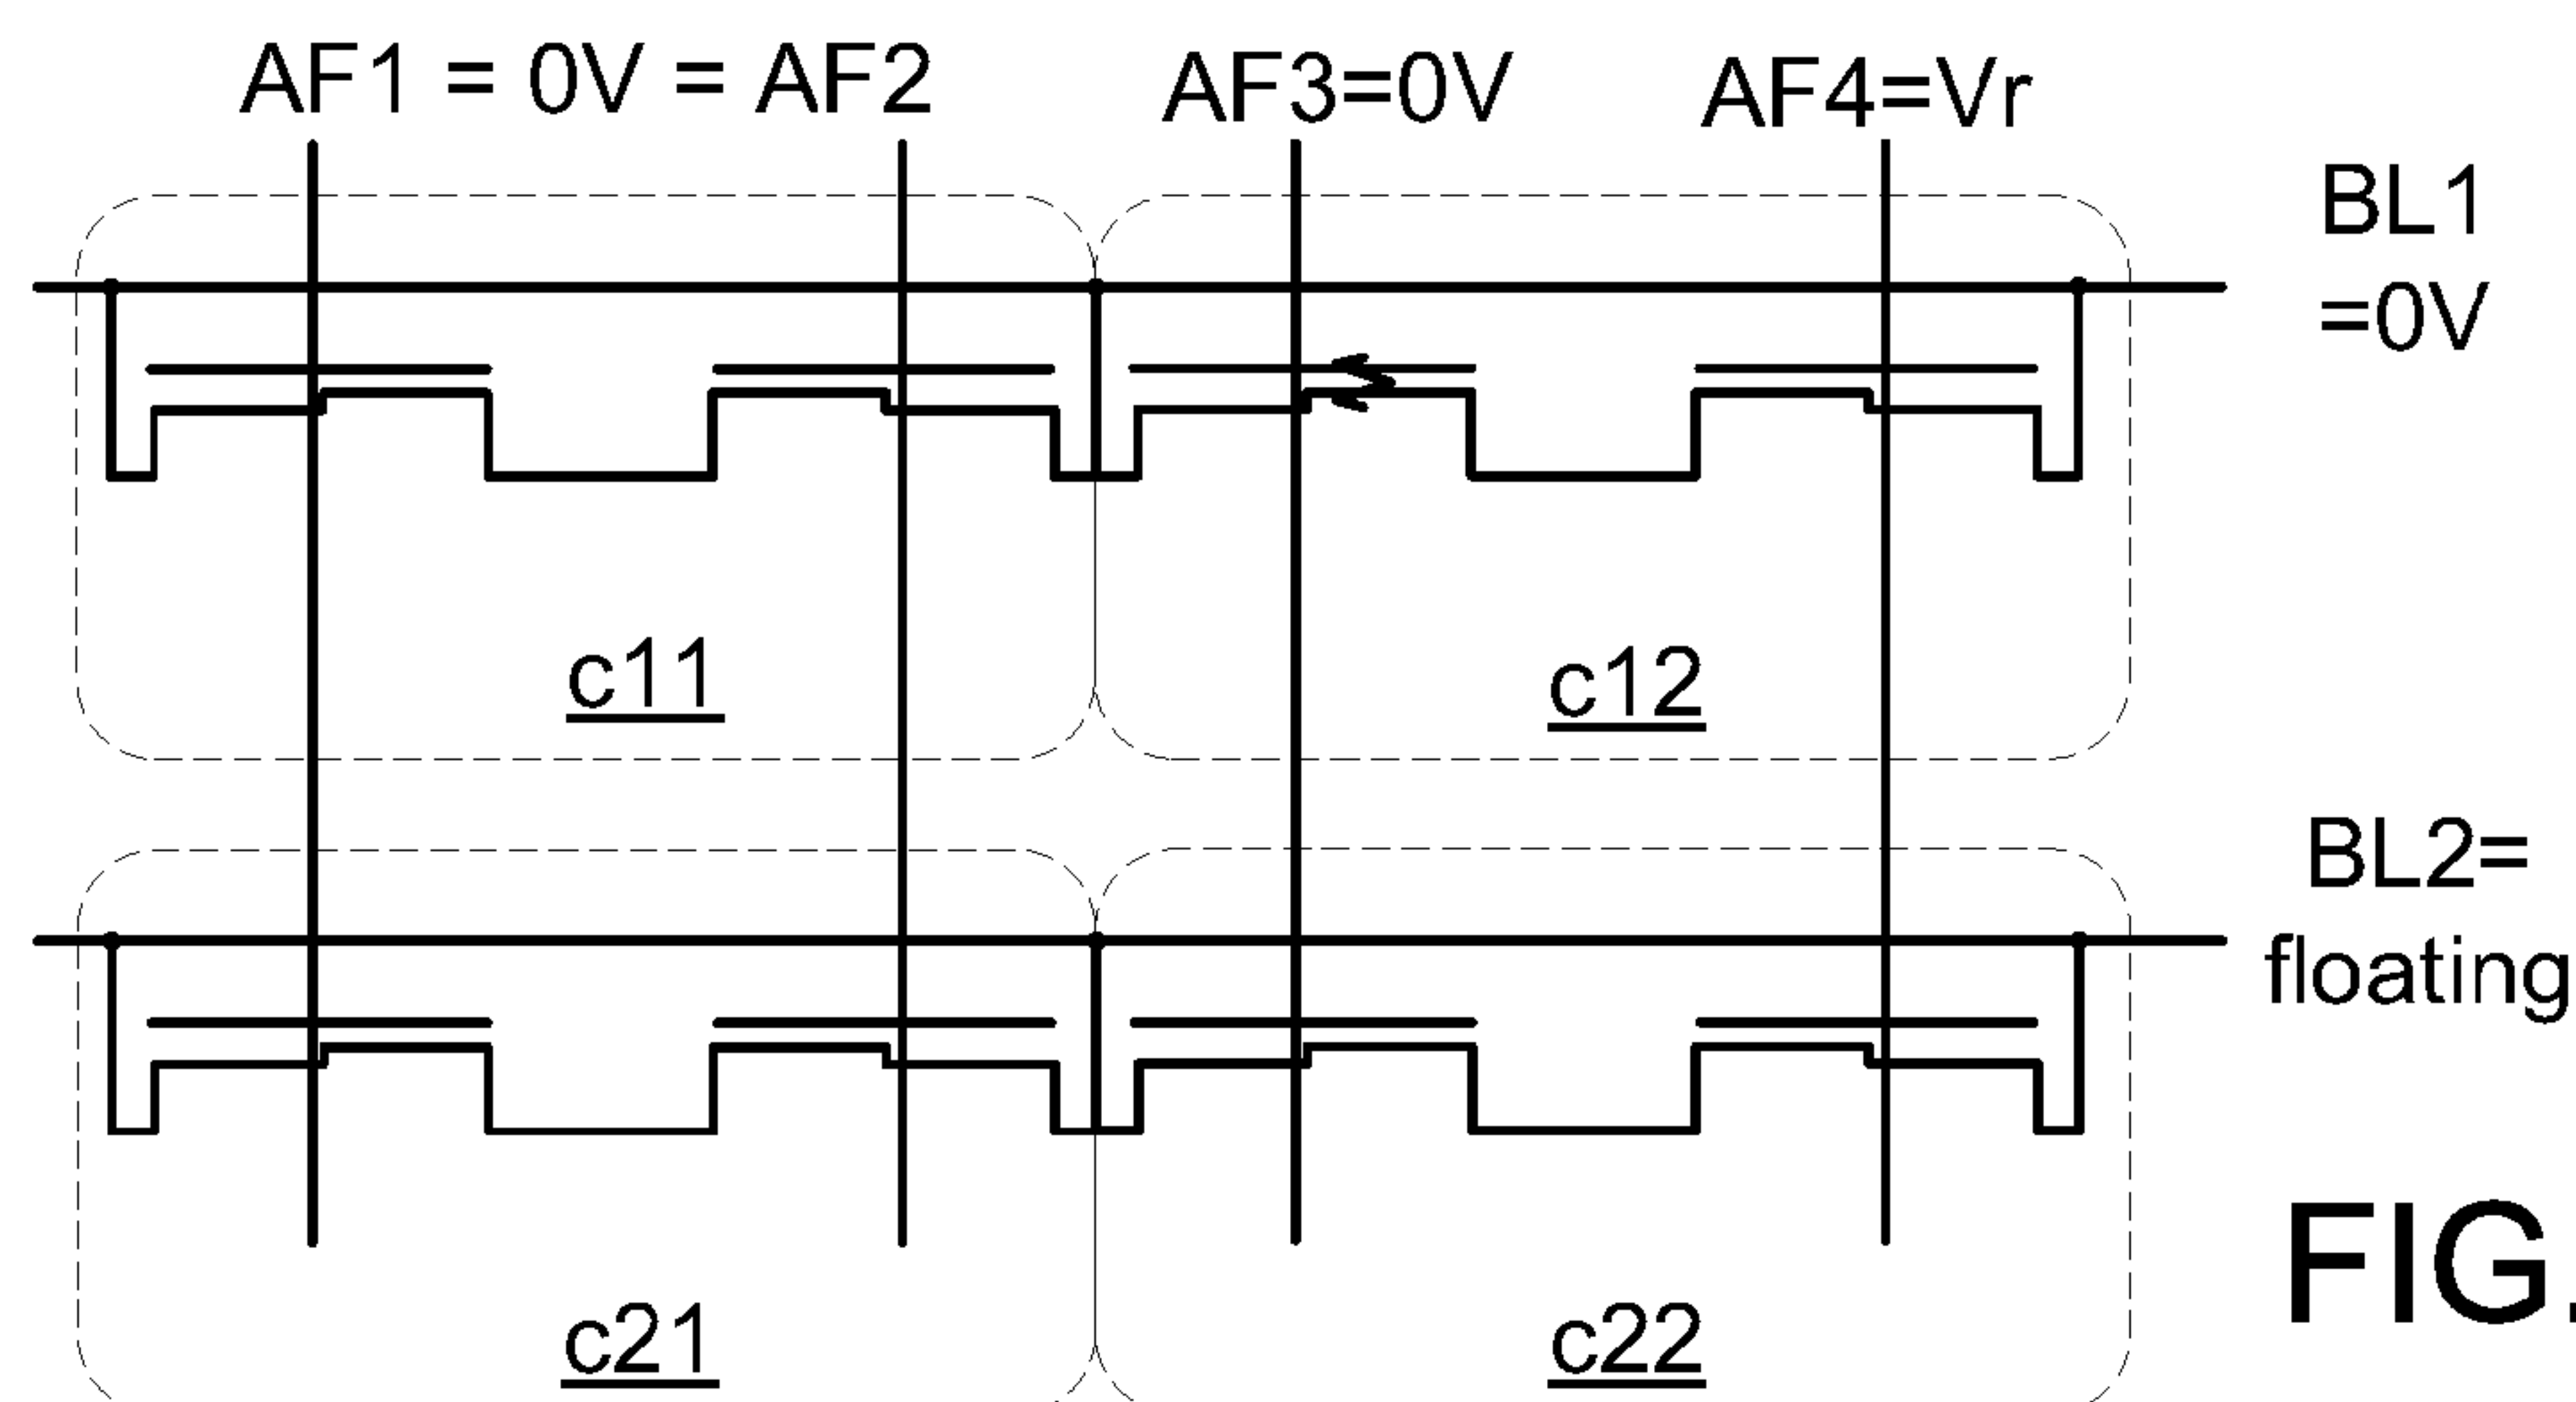 AF1 = 0V = AF2
AF3=0V
AF4=Vr
BL1
=0V
c11
c12
BL2=
floating
c21
c22
FIG.